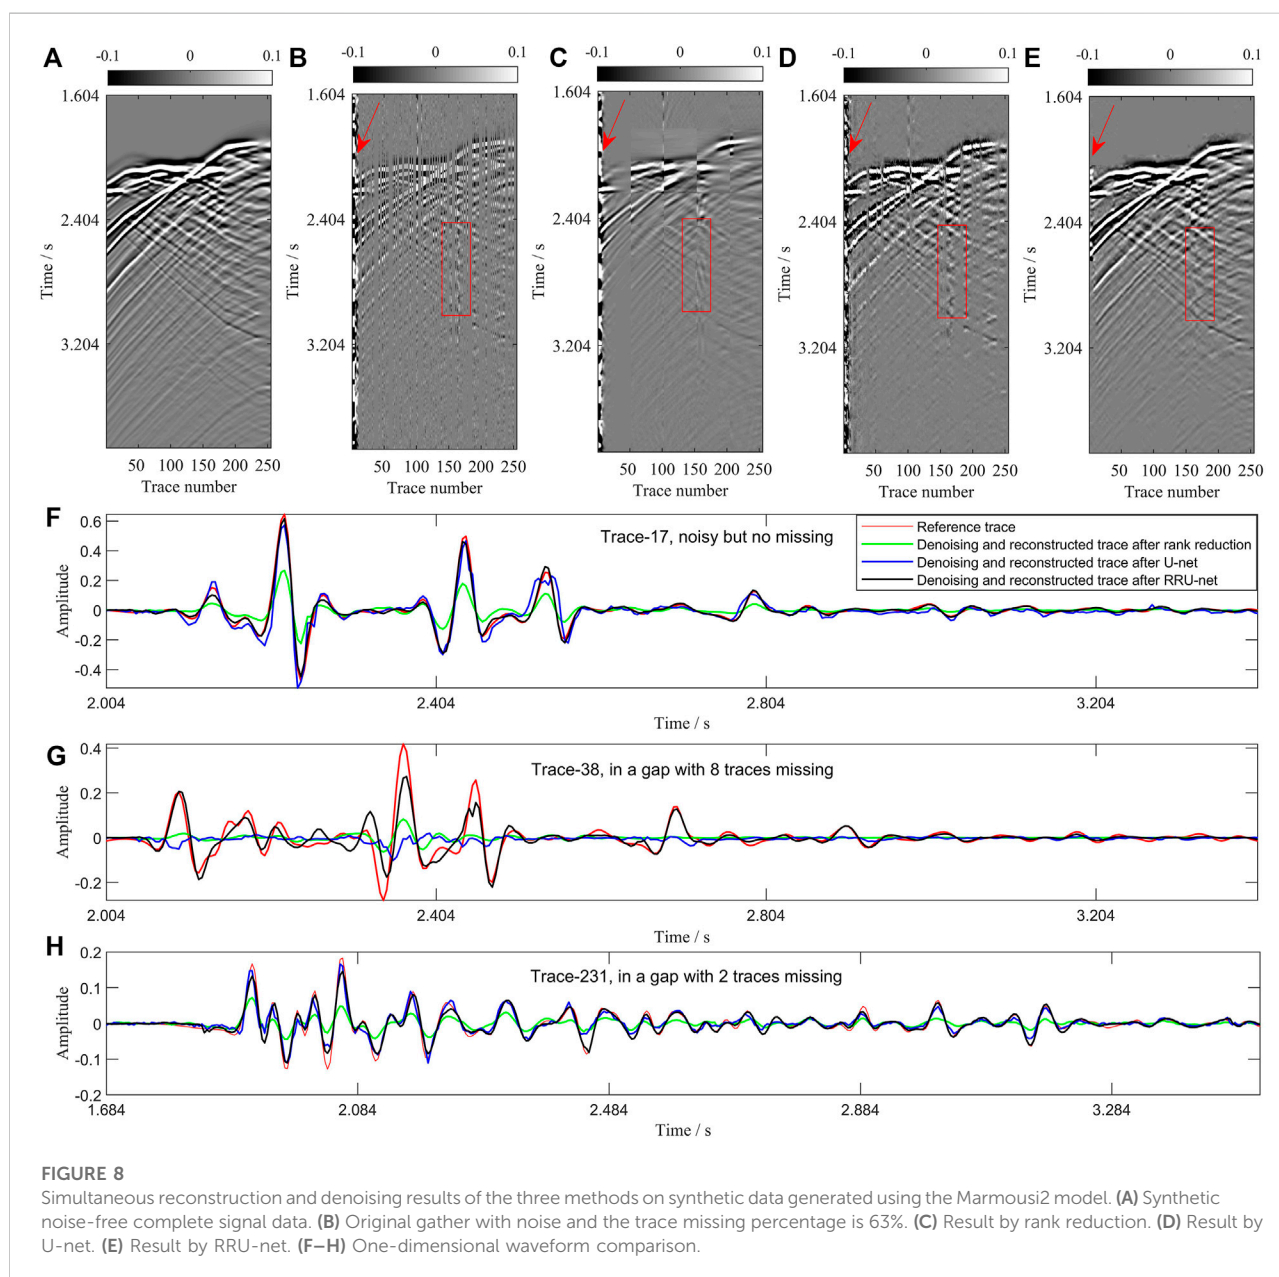 A
-0.1 0 0.1
1.604
2.404
3.204
Time / s
50 100 150 200 250
Trace number
B
-0.1 0 0.1
1.604
2.404
3.204
Time / s
50 100 150 200 250
Trace number
C
-0.1 0 0.1
1.604
2.404
3.204
Time / s
50 100 150 200 250
Trace number
D
-0.1 0 0.1
1.604
2.404
3.204
Time / s
50 100 150 200 250
Trace number
E
-0.1 0 0.1
1.604
2.404
3.204
Time / s
50 100 150 200 250
Trace number
F
Trace-17, noisy but no missing
Reference trace
Denoising and reconstructed trace after rank reduction
Denoising and reconstructed trace after U-net
Denoising and reconstructed trace after RRU-net
0.6
0.4
0.2
0
-0.2
-0.4
Amplitude
2.004 2.404 2.804 3.204
Time / s
G
Trace-38, in a gap with 8 traces missing
0.4
0.2
0
-0.2
Amplitude
2.004 2.404 2.804 3.204
Time / s
H
Trace-231, in a gap with 2 traces missing
0.2
0.1
0
-0.1
-0.2
Amplitude
1.684 2.084 2.484 2.884 3.284
Time / s
FIGURE 8
Simultaneous reconstruction and denoising results of the three methods on synthetic data generated using the Marmousi2 model. (A) Synthetic
noise-free complete signal data. (B) Original gather with noise and the trace missing percentage is 63%. (C) Result by rank reduction. (D) Result by
U-net. (E) Result by RRU-net. (F–H) One-dimensional waveform comparison.